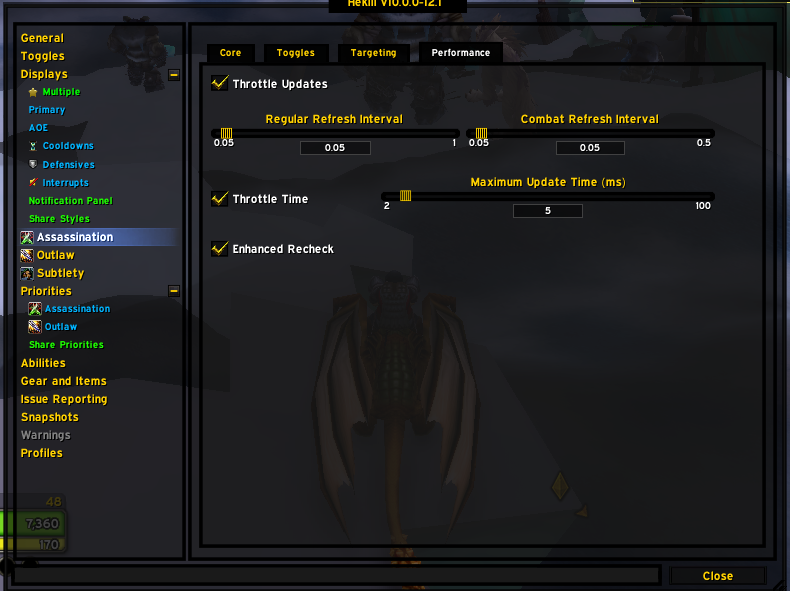 Hekili v10.0.0-12.1
General
Toggles
Displays
Multiple
Primary
AOE
Cooldowns
Defensives
Interrupts
Notification Panel
Share Styles
Assassination
Outlaw
Subtlety
Priorities
Assassination
Outlaw
Share Priorities
Abilities
Gear and Items
Issue Reporting
Snapshots
Warnings
Profiles
Core Toggles Targeting Performance
Throttle Updates
Regular Refresh Interval Combat Refresh Interval
0.05 0.05 1 0.05 0.05 0.5
Throttle Time
Maximum Update Time (ms)
2 5 100
Enhanced Recheck
48
7,360
170
Close